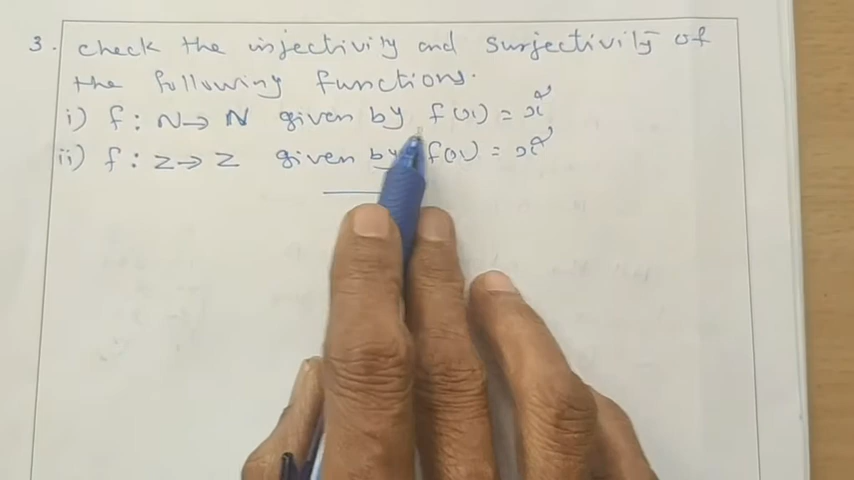 3. check the injectivity and surjectivity of
the following functions.
i) f : N → N given by f(x) = x²
ii) f : Z → Z given by f(x) = x²